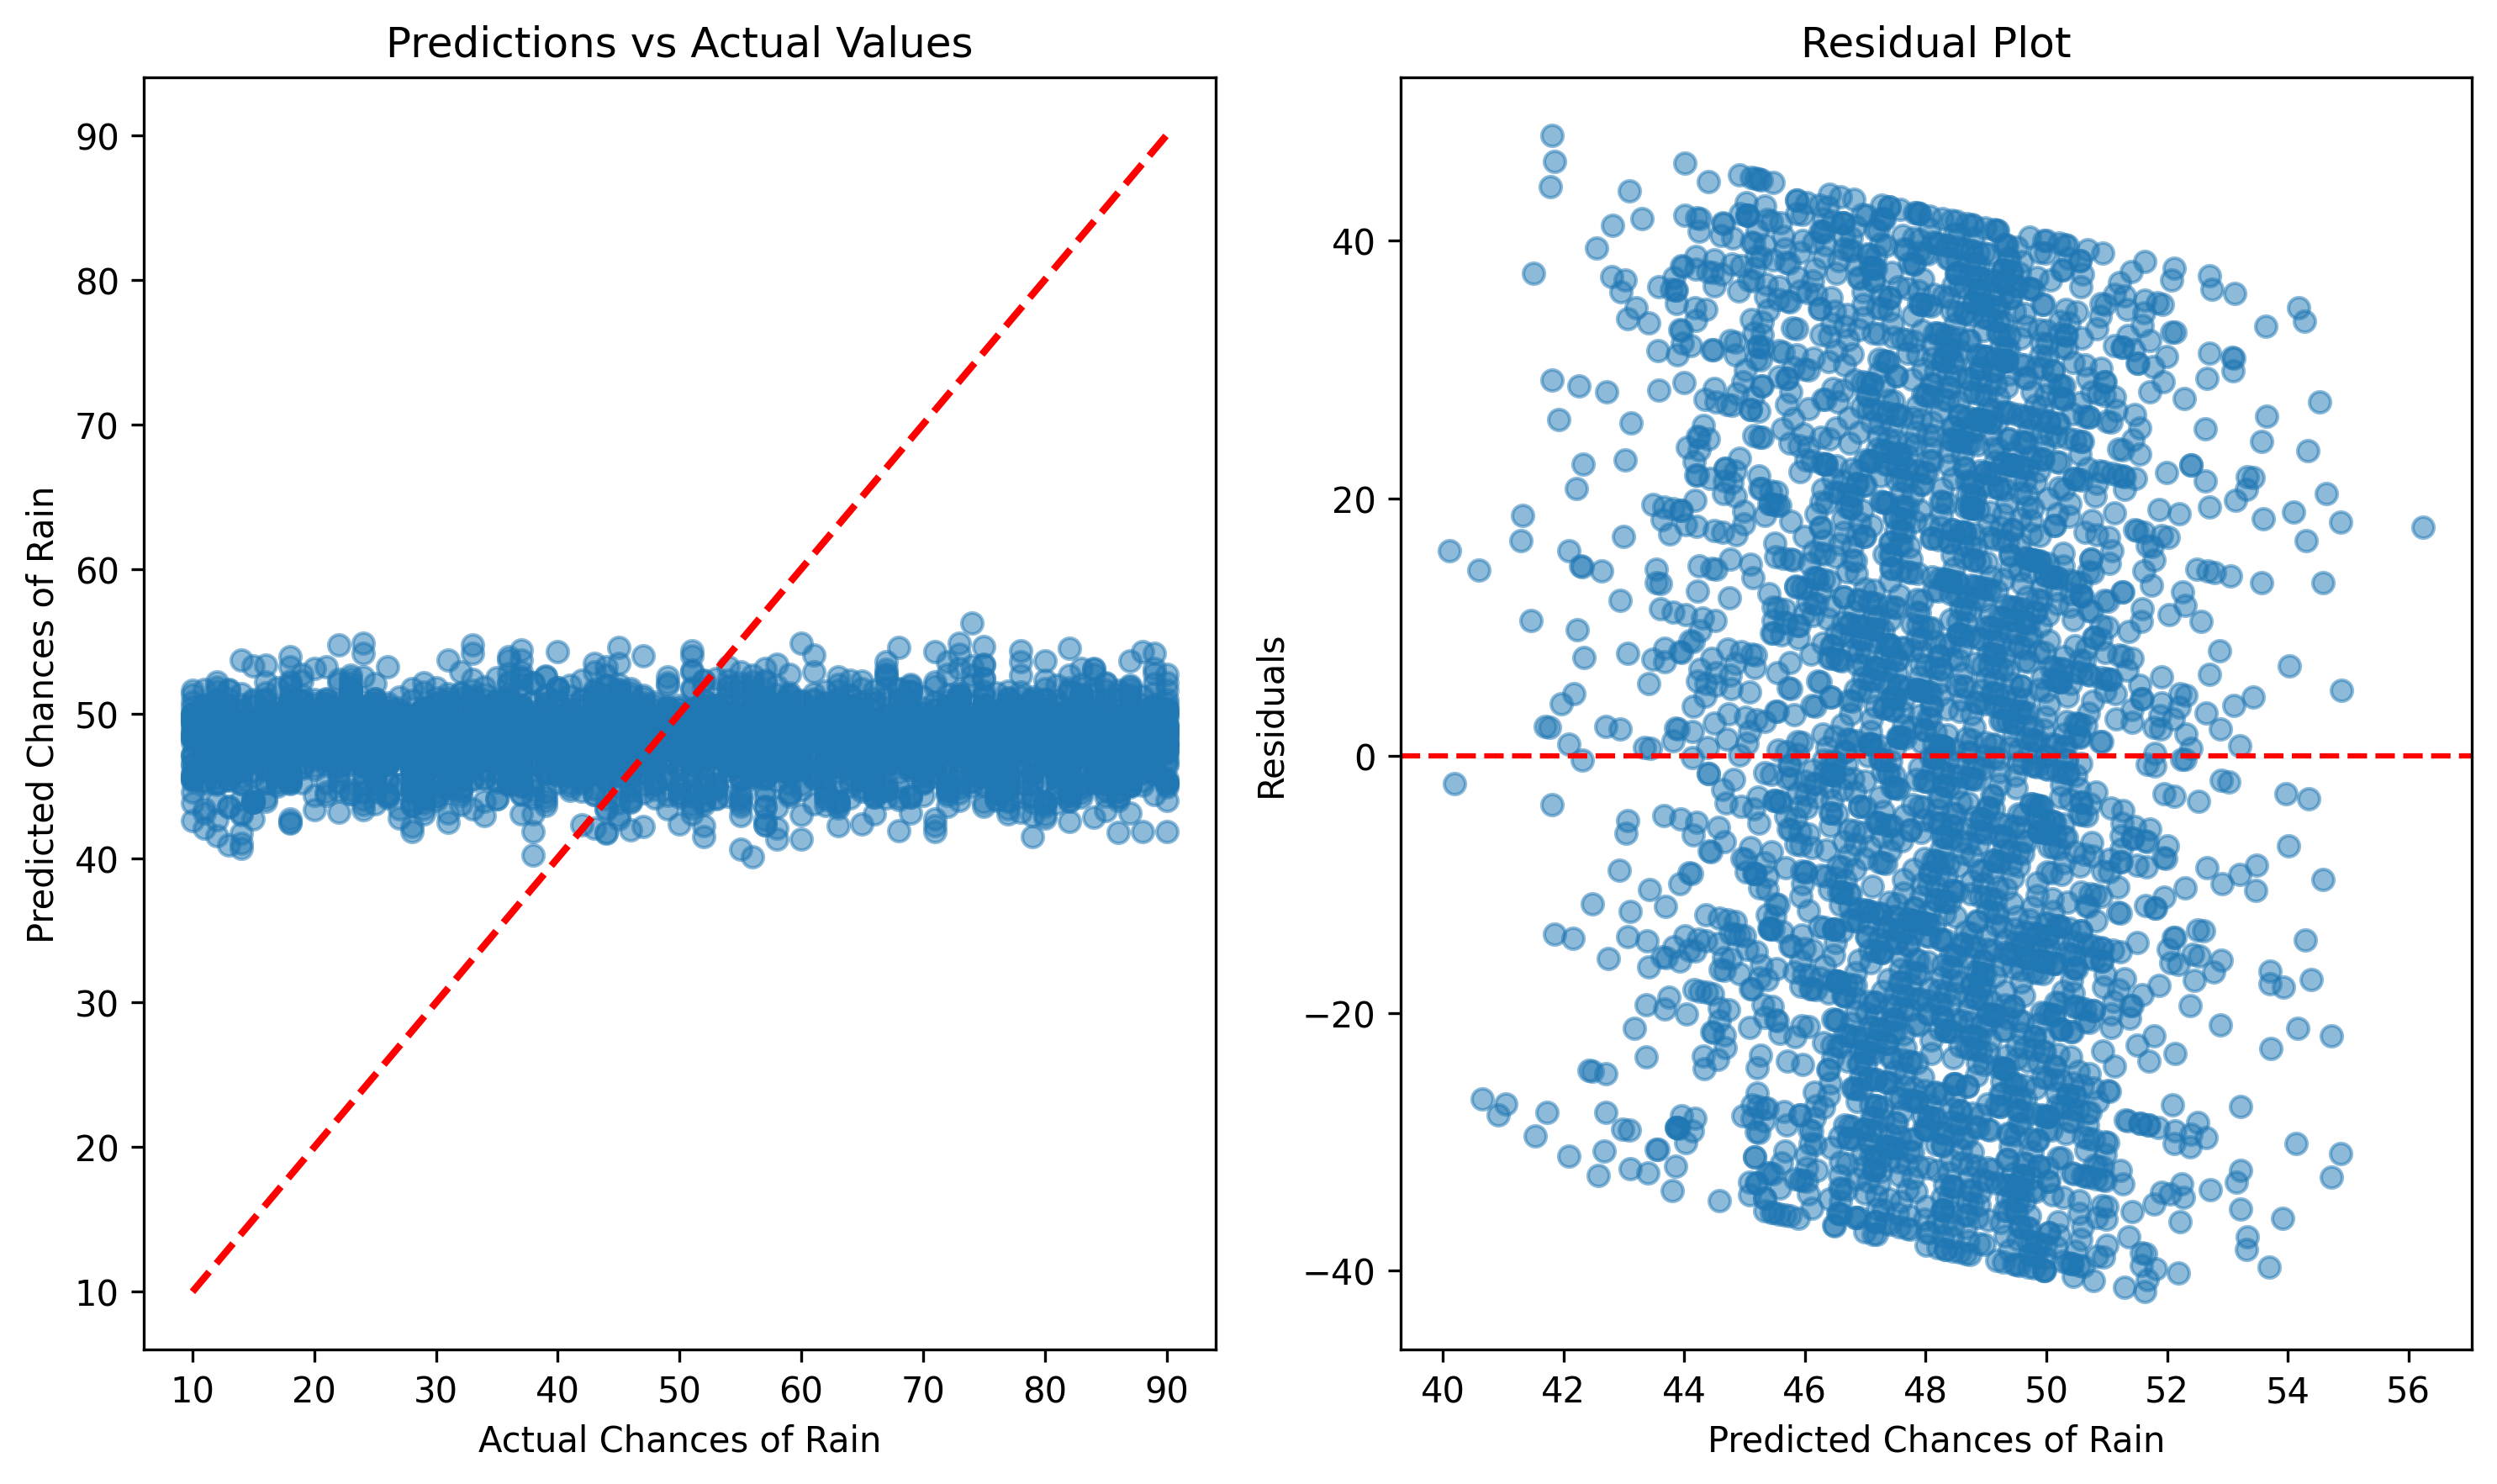 Predictions vs Actual Values
90
80
70
60
50
40
30
20
10
Predicted Chances of Rain
10 20 30 40 50 60 70 80 90
Actual Chances of Rain
Residual Plot
40
20
0
−20
−40
Residuals
40 42 44 46 48 50 52 54 56
Predicted Chances of Rain